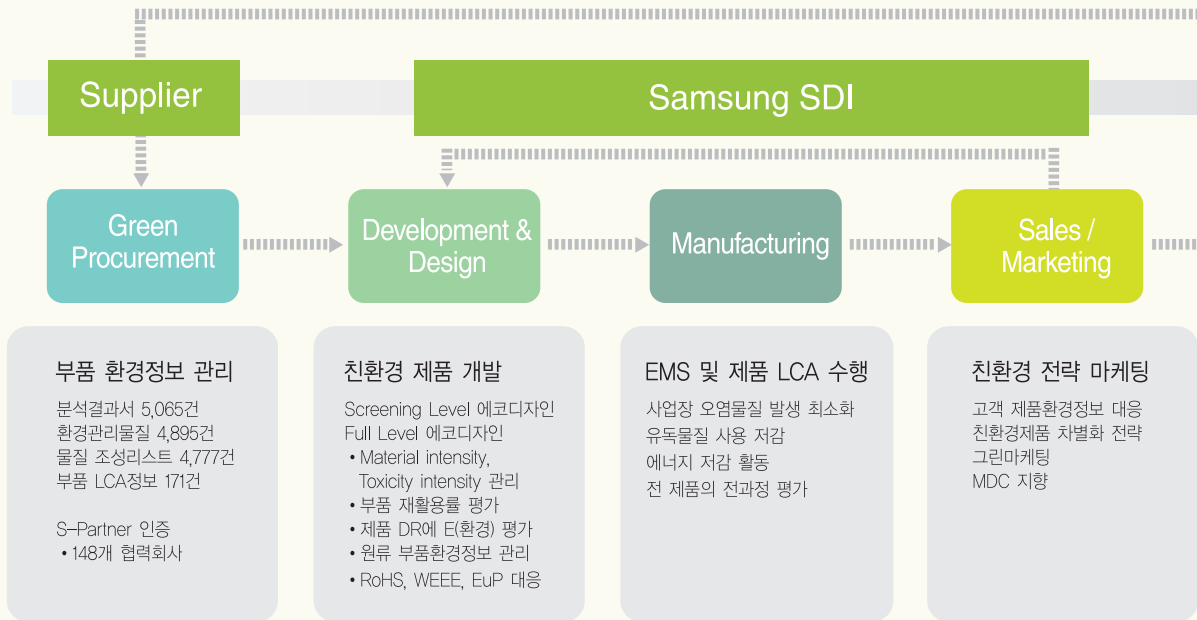 Supplier
Samsung SDI
Green
Procurement
Development &
Design
Manufacturing
Sales /
Marketing
부품 환경정보 관리
분석결과서 5,065건
환경관리물질 4,895건
물질 조성리스트 4,777건
부품 LCA정보 171건
S-Partner 인증
• 148개 협력회사
친환경 제품 개발
Screening Level 에코디자인
Full Level 에코디자인
• Material intensity,
Toxicity intensity 관리
• 부품 재활용률 평가
• 제품 DR에 E(환경) 평가
• 원류 부품환경정보 관리
• RoHS, WEEE, EuP 대응
EMS 및 제품 LCA 수행
사업장 오염물질 발생 최소화
유독물질 사용 저감
에너지 저감 활동
전 제품의 전과정 평가
친환경 전략 마케팅
고객 제품환경정보 대응
친환경제품 차별화 전략
그린마케팅
MDC 지향